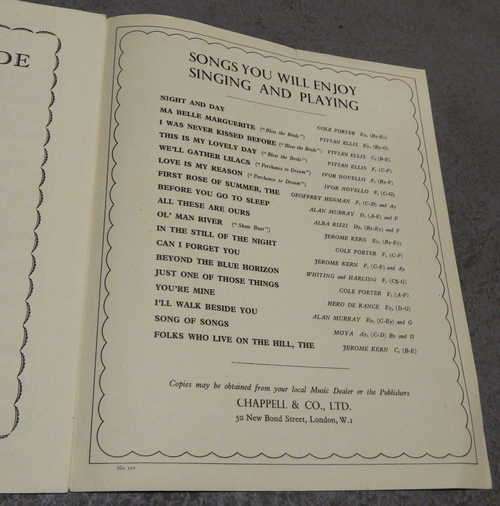 DE
SONGS YOU WILL ENJOY
SINGING AND PLAYING
NIGHT AND DAY COLE PORTER E♭, (B♭-E♭)
MA BELLE MARGUERITE ("Bless the Bride") VIVIAN ELLIS E♭, (B♭-G)
I WAS NEVER KISSED BEFORE ("Bless the Bride") VIVIAN ELLIS C, (B-E)
THIS IS MY LOVELY DAY ("Bless the Bride") VIVIAN ELLIS F, (C-F)
WE'LL GATHER LILACS ("Perchance to Dream") IVOR NOVELLO
LOVE IS MY REASON ("Perchance to Dream") IVOR NOVELLO F, (C-G)
FIRST ROSE OF SUMMER, THE GEOFFREY HENMAN F, (C-D) and A♭
BEFORE YOU GO TO SLEEP ALAN MURRAY D, (A-E) and F
ALL THESE ARE OURS ALBA RIZZI D♭, (B♭-E♭) and F
OL' MAN RIVER ("Show Boat") JEROME KERN E♭, (B♭-E♭)
IN THE STILL OF THE NIGHT COLE PORTER F, (C-F)
CAN I FORGET YOU JEROME KERN F, (C-F) and A♭
BEYOND THE BLUE HORIZON WHITING and HARLING F, (C♯-G)
JUST ONE OF THOSE THINGS COLE PORTER F, (A-F)
YOU'RE MINE HERO DE RANCE E♭, (D-G)
I'LL WALK BESIDE YOU ALAN MURRAY E♭, (C-E♭) and G
SONG OF SONGS MOYA A♭, (C-D) B♭ and D
FOLKS WHO LIVE ON THE HILL, THE JEROME KERN C, (B-E)
Copies may be obtained from your local Music Dealer or the Publishers
CHAPPELL & CO., LTD.
50 New Bond Street, London, W.1